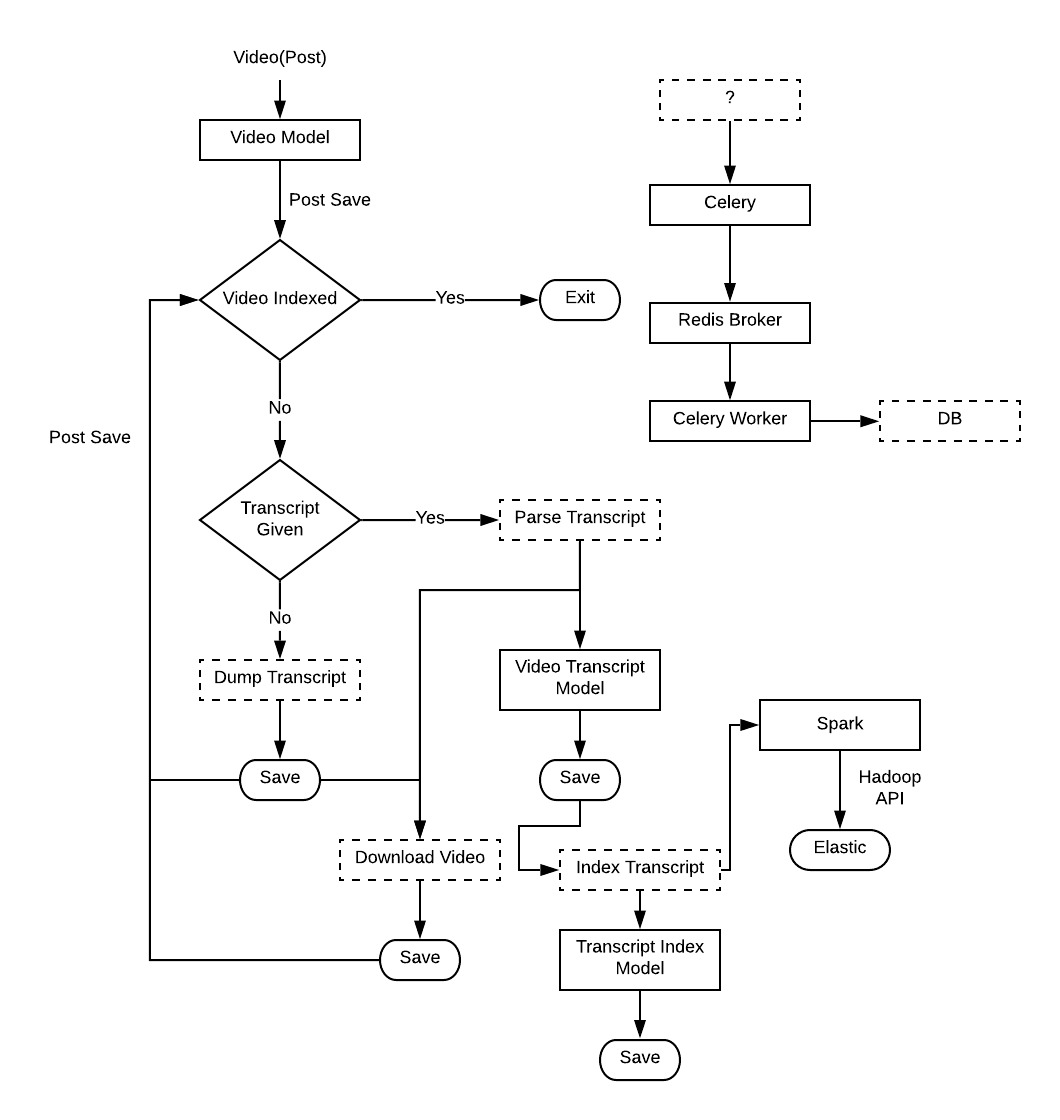 Video(Post)
?
Video Model
Post Save
Celery
Video Indexed
Yes
Exit
Redis Broker
No
Celery Worker
DB
Post Save
Transcript
Given
Yes
Parse Transcript
No
Dump Transcript
Video Transcript
Model
Spark
Save
Save
Hadoop
API
Elastic
Download Video
Index Transcript
Save
Transcript Index
Model
Save